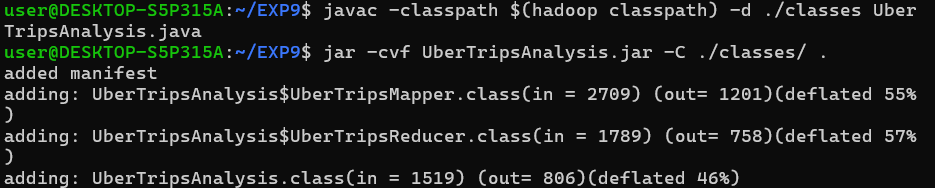 user@DESKTOP-S5P315A:~/EXP9$ javac -classpath $(hadoop classpath) -d ./classes Uber
TripsAnalysis.java
user@DESKTOP-S5P315A:~/EXP9$ jar -cvf UberTripsAnalysis.jar -C ./classes/ .
added manifest
adding: UberTripsAnalysis$UberTripsMapper.class(in = 2709) (out= 1201)(deflated 55%
)
adding: UberTripsAnalysis$UberTripsReducer.class(in = 1789) (out= 758)(deflated 57%
)
adding: UberTripsAnalysis.class(in = 1519) (out= 806)(deflated 46%)